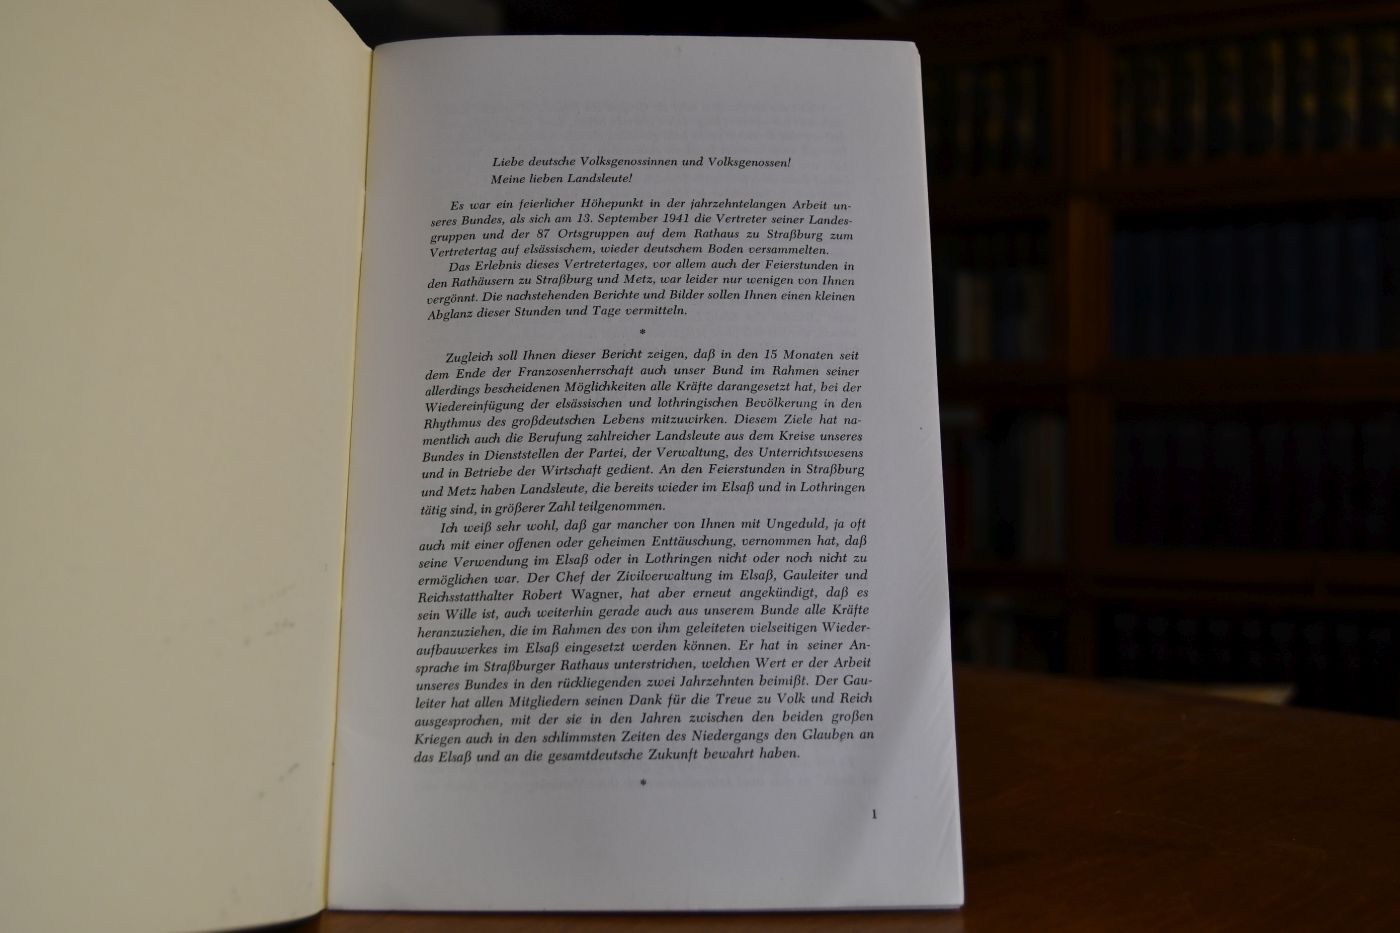 Liebe deutsche Volksgenossinnen und Volksgenossen!
Meine lieben Landsleute!
Es war ein feierlicher Höhepunkt in der jahrzehntelangen Arbeit un-
seres Bundes, als sich am 13. September 1941 die Vertreter seiner Landes-
gruppen und der 87 Ortsgruppen auf dem Rathaus zu Straßburg zum
Vertretertag auf elsässischem, wieder deutschem Boden versammelten.
Das Erlebnis dieses Vertretertages, vor allem auch der Feierstunden in
den Rathäusern zu Straßburg und Metz, war leider nur wenigen von Ihnen
vergönnt. Die nachstehenden Berichte und Bilder sollen Ihnen einen kleinen
Abglanz dieser Stunden und Tage vermitteln.
*
Zugleich soll Ihnen dieser Bericht zeigen, daß in den 15 Monaten seit
dem Ende der Franzosenherrschaft auch unser Bund im Rahmen seiner
allerdings bescheidenen Möglichkeiten alle Kräfte darangesetzt hat, bei der
Wiedereinfügung der elsässischen und lothringischen Bevölkerung in den
Rhythmus des großdeutschen Lebens mitzuwirken. Diesem Ziele hat na-
mentlich auch die Berufung zahlreicher Landsleute aus dem Kreise unseres
Bundes in Dienststellen der Partei, der Verwaltung, des Unterrichtswesens
und in Betriebe der Wirtschaft gedient. An den Feierstunden in Straßburg
und Metz haben Landsleute, die bereits wieder im Elsaß und in Lothringen
tätig sind, in größerer Zahl teilgenommen.
Ich weiß sehr wohl, daß gar mancher von Ihnen mit Ungeduld, ja oft
auch mit einer offenen oder geheimen Enttäuschung, vernommen hat, daß
seine Verwendung im Elsaß oder in Lothringen nicht oder noch nicht zu
ermöglichen war. Der Chef der Zivilverwaltung im Elsaß, Gauleiter und
Reichsstatthalter Robert Wagner, hat aber erneut angekündigt, daß es
sein Wille ist, auch weiterhin gerade auch aus unserem Bunde alle Kräfte
heranzuziehen, die im Rahmen des von ihm geleiteten vielseitigen Wieder-
aufbauwerkes im Elsaß eingesetzt werden können. Er hat in seiner An-
sprache im Straßburger Rathaus unterstrichen, welchen Wert er der Arbeit
unseres Bundes in den rückliegenden zwei Jahrzehnten beimißt. Der Gau-
leiter hat allen Mitgliedern seinen Dank für die Treue zu Volk und Reich
ausgesprochen, mit der sie in den Jahren zwischen den beiden großen
Kriegen auch in den schlimmsten Zeiten des Niedergangs den Glauben an
das Elsaß und an die gesamtdeutsche Zukunft bewahrt haben.
*
1